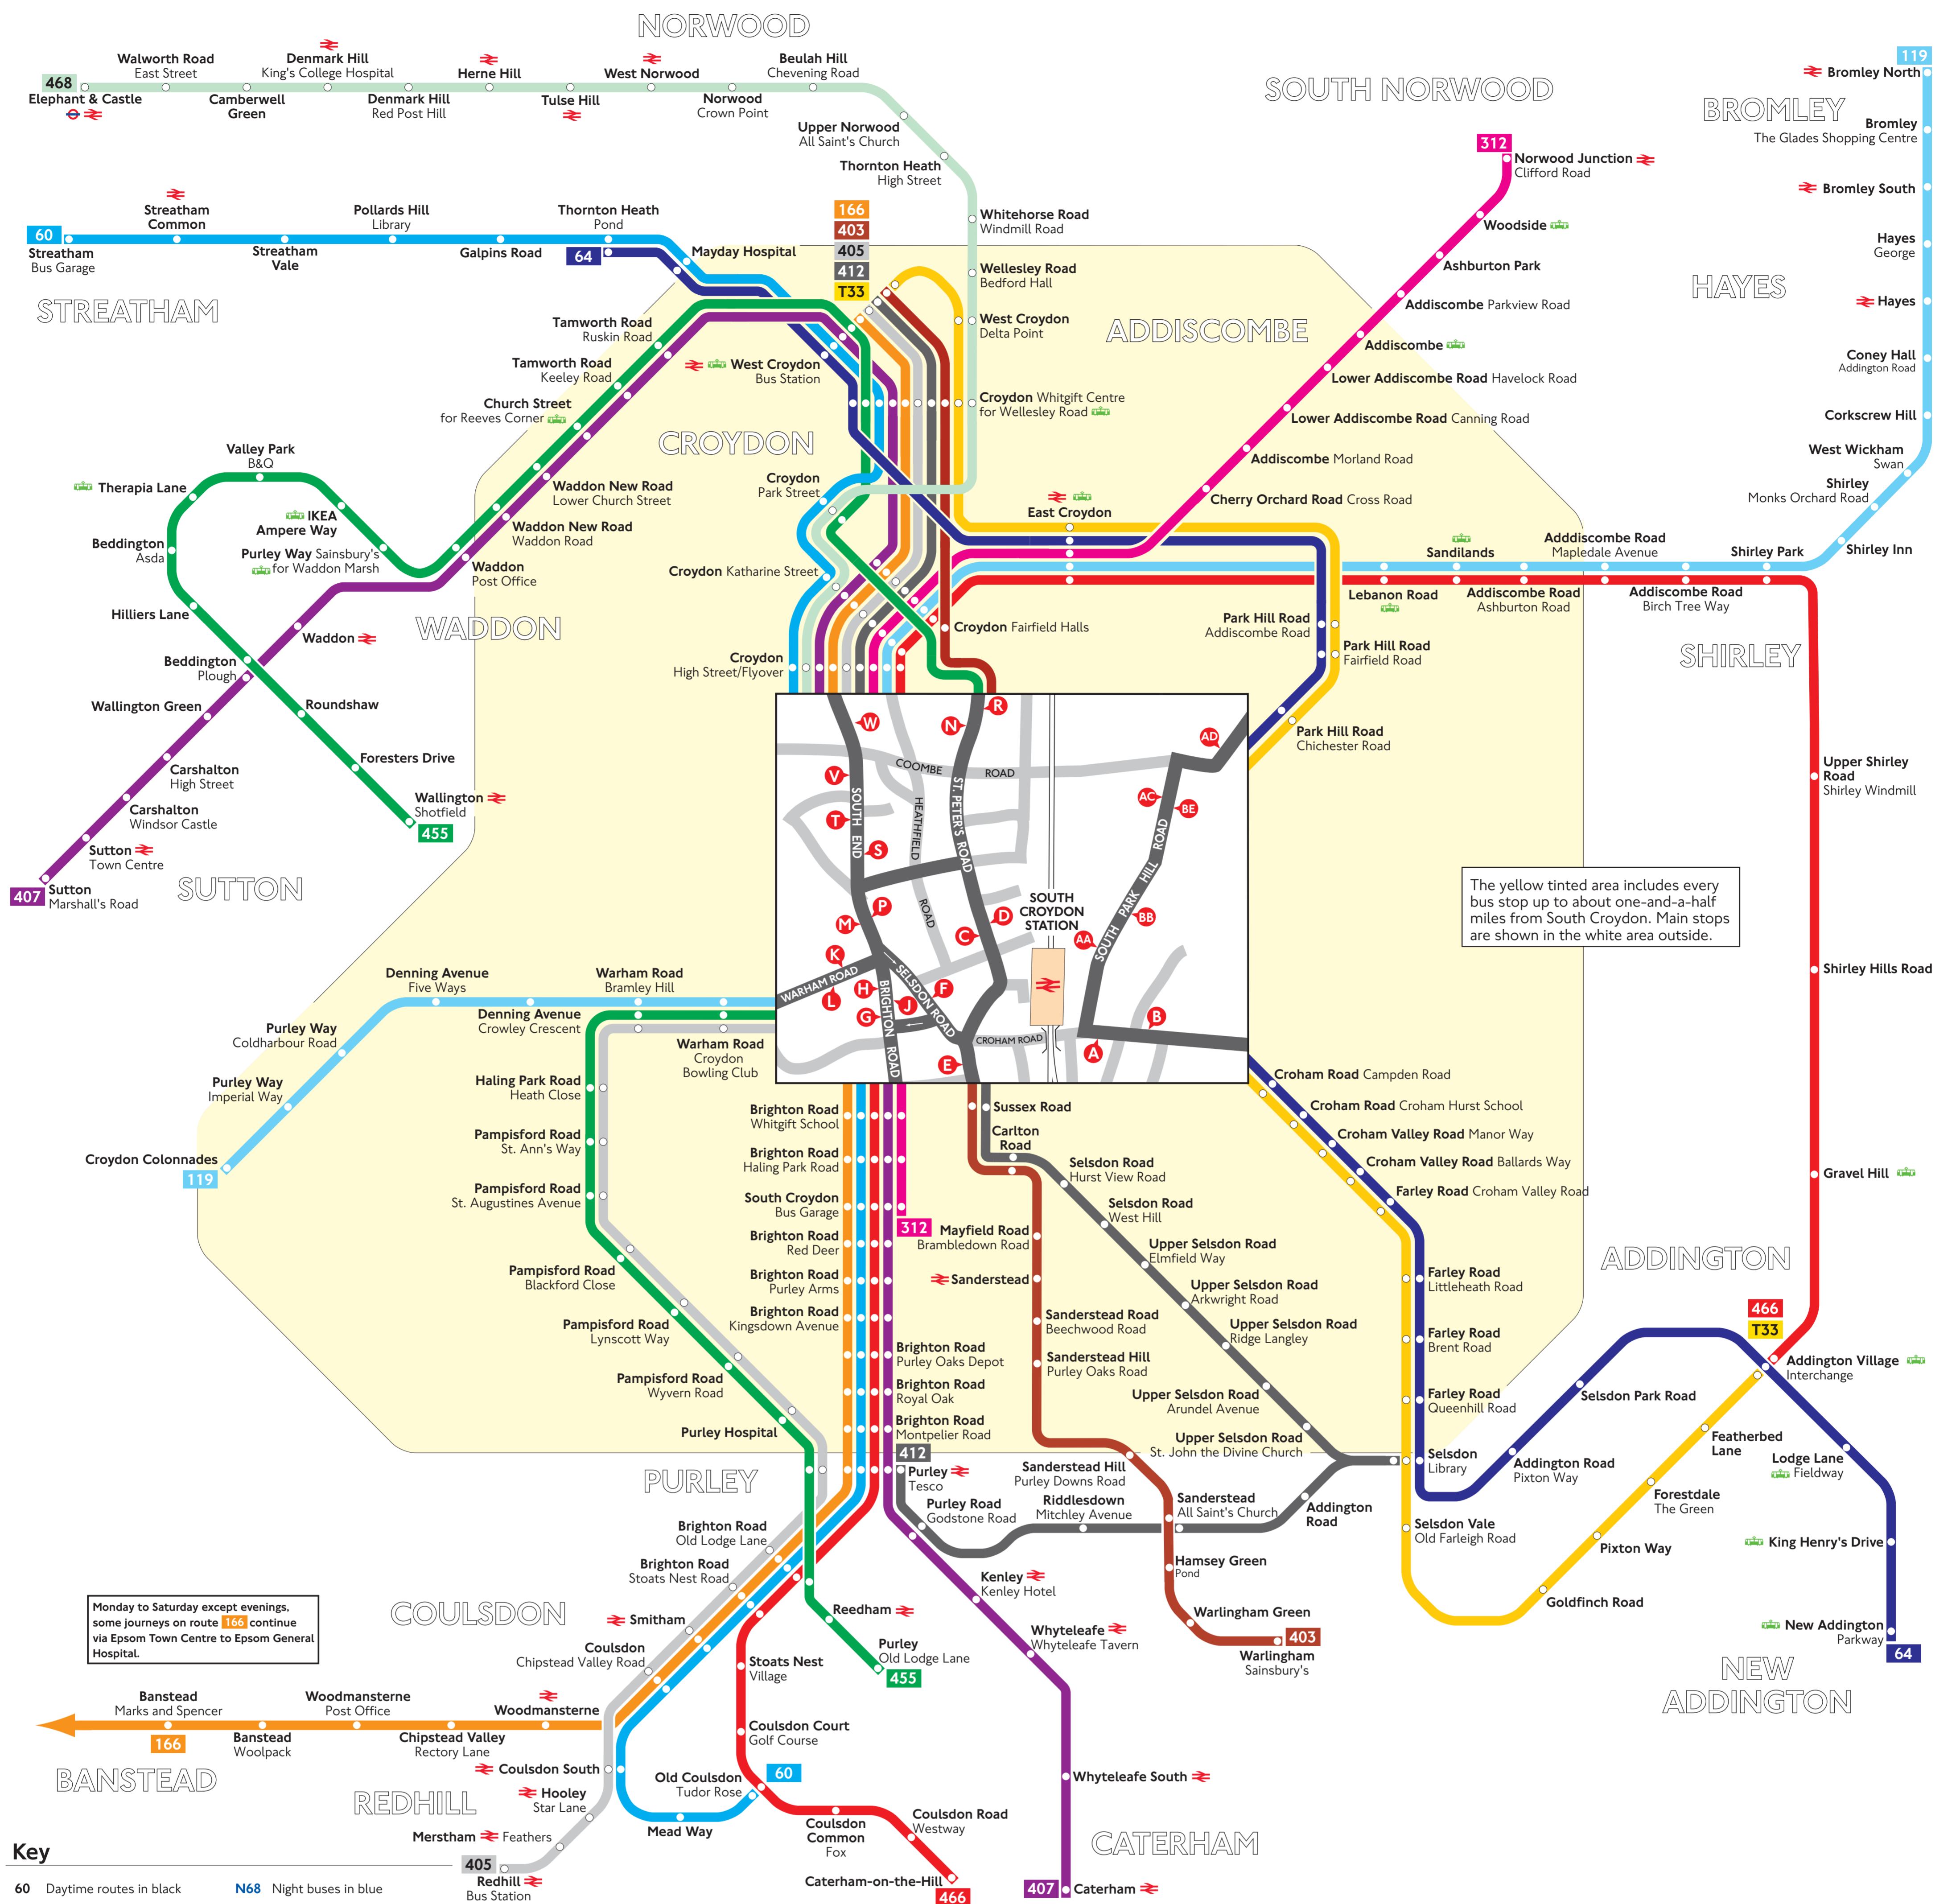 NORWOOD
468
Walworth Road
East Street
Denmark Hill
King's College Hospital
Herne Hill
West Norwood
Beulah Hill
Chevening Road
Elephant & Castle
Camberwell
Green
Denmark Hill
Red Post Hill
Tulse Hill
Norwood
Crown Point
Upper Norwood
All Saint's Church
Thornton Heath
High Street
Whitehorse Road
Windmill Road
Wellesley Road
Bedford Hall
West Croydon
Delta Point
Croydon Whitgift Centre
for Wellesley Road
SOUTH NORWOOD
312
Norwood Junction
Clifford Road
Woodside
Ashburton Park
Addiscombe Parkview Road
Addiscombe
Lower Addiscombe Road Havelock Road
Lower Addiscombe Road Canning Road
Addiscombe Morland Road
Cherry Orchard Road Cross Road
ADDISCOMBE
119
Bromley North
BROMLEY
Bromley
The Glades Shopping Centre
Bromley South
Hayes
George
HAYES
Hayes
Coney Hall
Addington Road
Corkscrew Hill
West Wickham
Swan
Shirley
Monks Orchard Road
Shirley Inn
60
Streatham
Bus Garage
Streatham
Common
Streatham
Vale
Pollards Hill
Library
Galpins Road
Thornton Heath
Pond
64
Mayday Hospital
STREATHAM
166
403
405
412
T33
Tamworth Road
Ruskin Road
Tamworth Road
Keeley Road
Church Street
for Reeves Corner
West Croydon
Bus Station
CROYDON
Croydon
Park Street
Croydon Katharine Street
Croydon
High Street/Flyover
Croydon Fairfield Halls
East Croydon
Valley Park
B&Q
Therapia Lane
IKEA
Ampere Way
Beddington
Asda
Purley Way Sainsbury's
for Waddon Marsh
Waddon New Road
Lower Church Street
Waddon New Road
Waddon Road
Waddon
Post Office
WADDON
Hilliers Lane
Waddon
Beddington
Plough
Wallington Green
Roundshaw
Carshalton
High Street
Foresters Drive
Carshalton
Windsor Castle
Wallington
Shotfield
455
Sutton
Town Centre
SUTTON
407
Sutton
Marshall's Road
Lebanon Road
Sandilands
Addiscombe Road
Ashburton Road
Adddiscombe Road
Mapledale Avenue
Addiscombe Road
Birch Tree Way
Shirley Park
SHIRLEY
Park Hill Road
Addiscombe Road
Park Hill Road
Fairfield Road
Park Hill Road
Chichester Road
Upper Shirley
Road
Shirley Windmill
Shirley Hills Road
Gravel Hill
ADDINGTON
466
T33
Addington Village
Interchange
The yellow tinted area includes every
bus stop up to about one-and-a-half
miles from South Croydon. Main stops
are shown in the white area outside.
W
N
R
AD
COOMBE
ROAD
V
T
S
SOUTH END
HEATHFIELD
ROAD
ST. PETER'S ROAD
AC
BE
BB
AA
SOUTH PARK HILL ROAD
P
M
K
L
H
G
J
F
D
C
E
A
B
SOUTH
CROYDON
STATION
WARHAM ROAD
BRIGHTON ROAD
SELSDON ROAD
CROHAM ROAD
Denning Avenue
Five Ways
Warham Road
Bramley Hill
Denning Avenue
Crowley Crescent
Warham Road
Croydon
Bowling Club
Purley Way
Coldharbour Road
Purley Way
Imperial Way
Croydon Colonnades
119
Haling Park Road
Heath Close
Pampisford Road
St. Ann's Way
Pampisford Road
St. Augustines Avenue
Pampisford Road
Blackford Close
Pampisford Road
Lynscott Way
Pampisford Road
Wyvern Road
Purley Hospital
Brighton Road
Whitgift School
Brighton Road
Haling Park Road
South Croydon
Bus Garage
312
Brighton Road
Red Deer
Brighton Road
Purley Arms
Brighton Road
Kingsdown Avenue
Brighton Road
Purley Oaks Depot
Brighton Road
Royal Oak
Brighton Road
Montpelier Road
412
Purley
Tesco
Purley Road
Godstone Road
Riddlesdown
Mitchley Avenue
Sussex Road
Carlton
Road
Selsdon Road
Hurst View Road
Selsdon Road
West Hill
Upper Selsdon Road
Elmfield Way
Upper Selsdon Road
Arkwright Road
Upper Selsdon Road
Ridge Langley
Upper Selsdon Road
Arundel Avenue
Upper Selsdon Road
St. John the Divine Church
Mayfield Road
Brambledown Road
Sanderstead
Sanderstead Road
Beechwood Road
Sanderstead Hill
Purley Oaks Road
Sanderstead Hill
Purley Downs Road
Sanderstead
All Saint's Church
Addington
Road
Hamsey Green
Pond
Warlingham Green
403
Warlingham
Sainsbury's
Croham Road Campden Road
Croham Road Croham Hurst School
Croham Valley Road Manor Way
Croham Valley Road Ballards Way
Farley Road Croham Valley Road
Farley Road
Littleheath Road
Farley Road
Brent Road
Farley Road
Queenhill Road
Selsdon
Library
Selsdon Vale
Old Farleigh Road
Addington Road
Pixton Way
Selsdon Park Road
Featherbed
Lane
Forestdale
The Green
Pixton Way
Goldfinch Road
Lodge Lane
Fieldway
King Henry's Drive
New Addington
Parkway
64
NEW
ADDINGTON
PURLEY
Brighton Road
Old Lodge Lane
Brighton Road
Stoats Nest Road
COULSDON
Smitham
Coulsdon
Chipstead Valley Road
Reedham
Purley
Old Lodge Lane
455
Kenley
Kenley Hotel
Whyteleafe
Whyteleafe Tavern
Whyteleafe South
CATERHAM
407
Caterham
Stoats Nest
Village
Coulsdon Court
Golf Course
Old Coulsdon
Tudor Rose
60
Mead Way
Coulsdon
Common
Fox
Coulsdon Road
Westway
Caterham-on-the-Hill
466
Monday to Saturday except evenings,
some journeys on route 166 continue
via Epsom Town Centre to Epsom General
Hospital.
Banstead
Marks and Spencer
166
Banstead
Woolpack
Woodmansterne
Post Office
Chipstead Valley
Rectory Lane
Woodmansterne
BANSTEAD
Coulsdon South
REDHILL
Hooley
Star Lane
Merstham Feathers
405
Redhill
Bus Station
Key
60 Daytime routes in black
N68 Night buses in blue